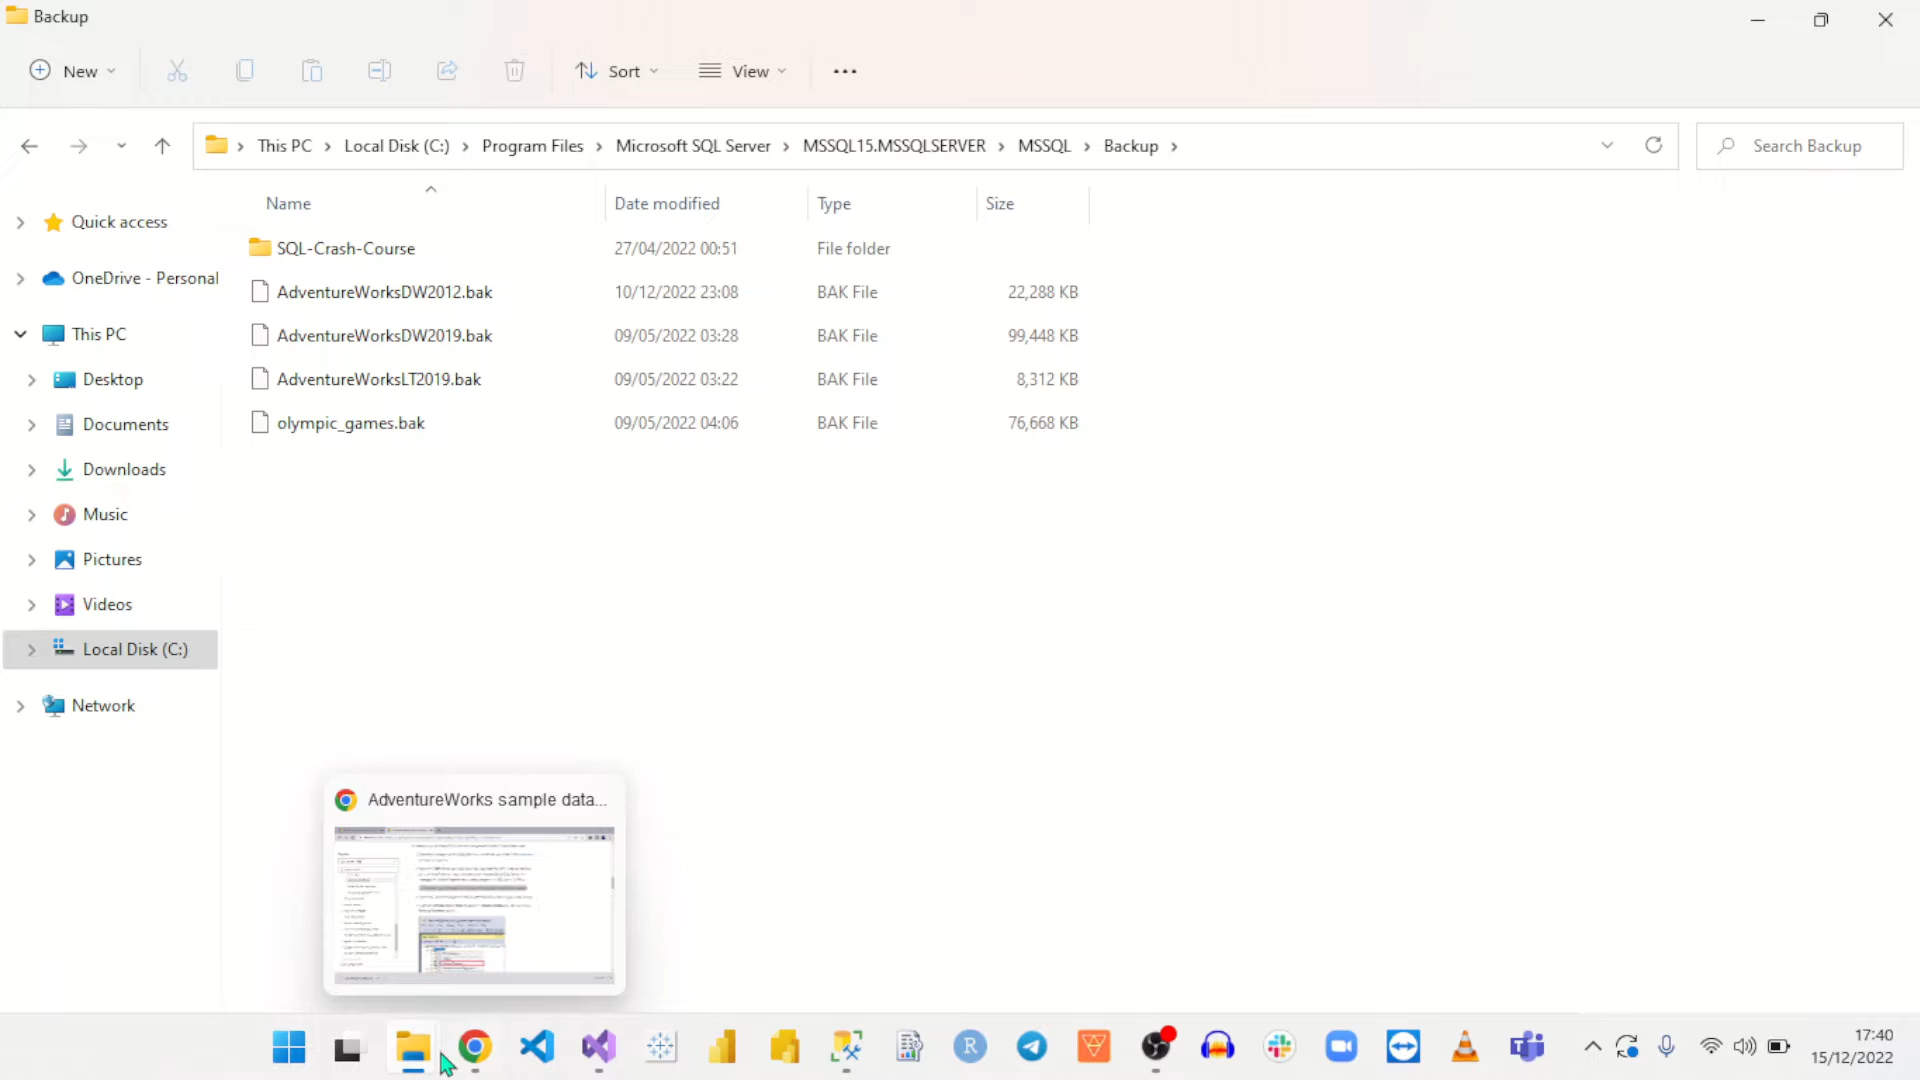 Backup
New
Sort
View
This PC
Local Disk (C:)
Program Files
Microsoft SQL Server
MSSQL15.MSSQLSERVER
MSSQL
Backup
Search Backup
Name Date modified Type Size
SQL-Crash-Course 27/04/2022 00:51 File folder
AdventureWorksDW2012.bak 10/12/2022 23:08 BAK File 22,288 KB
AdventureWorksDW2019.bak 09/05/2022 03:28 BAK File 99,448 KB
AdventureWorksLT2019.bak 09/05/2022 03:22 BAK File 8,312 KB
olympic_games.bak 09/05/2022 04:06 BAK File 76,668 KB
Quick access
OneDrive - Personal
This PC
Desktop
Documents
Downloads
Music
Pictures
Videos
Local Disk (C:)
Network
AdventureWorks sample data...
17:40
15/12/2022